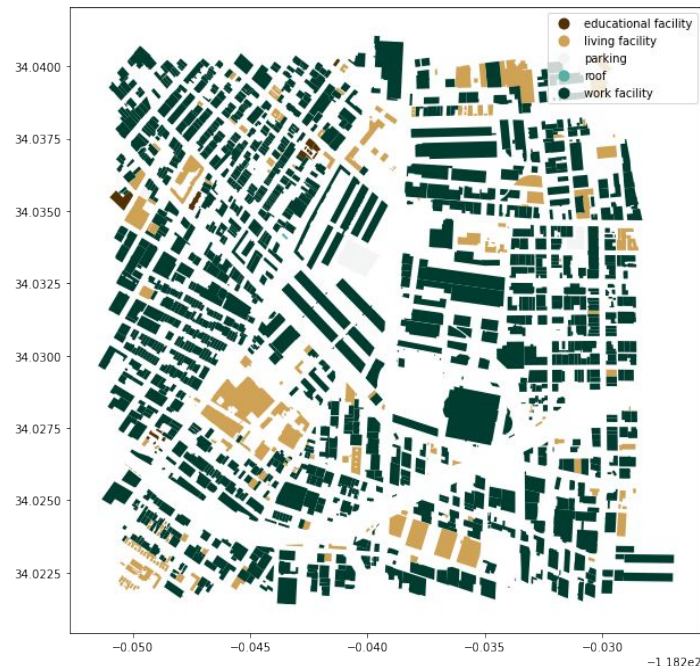 educational facility
living facility
parking
roof
work facility
34.0400
34.0375
34.0350
34.0325
34.0300
34.0275
34.0250
34.0225
−0.050 −0.045 −0.040 −0.035 −0.030
−1.182e2